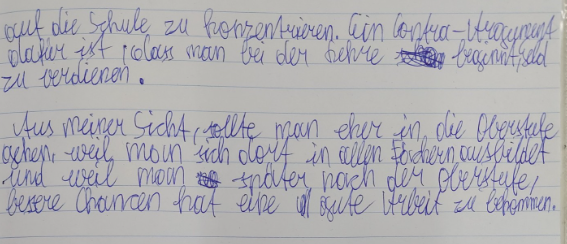 auf die Schule zu konzentrieren. Ein Contra-Argument
dafür ist, dass man bei der Lehre beginnt, Geld
zu verdienen.
Aus meiner Sicht, sollte man eher in die Oberstufe
gehen, weil man sich dort in allen Fächern ausbildet
und weil man später nach der Oberstufe,
besere Chancen hat eine gute Arbeit zu bekommen.